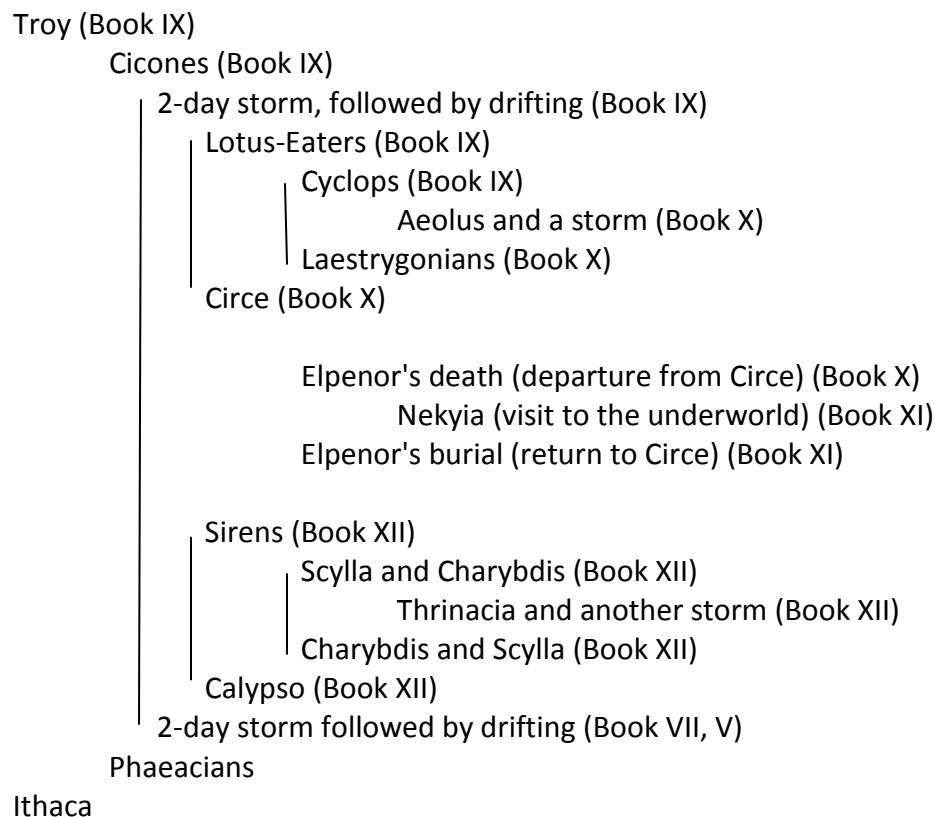 Troy (Book IX)
Cicones (Book IX)
2-day storm, followed by drifting (Book IX)
Lotus-Eaters (Book IX)
Cyclops (Book IX)
Aeolus and a storm (Book X)
Laestrygonians (Book X)
Circe (Book X)
Elpenor's death (departure from Circe) (Book X)
Nekyia (visit to the underworld) (Book XI)
Elpenor's burial (return to Circe) (Book XI)
Sirens (Book XII)
Scylla and Charybdis (Book XII)
Thrinacia and another storm (Book XII)
Charybdis and Scylla (Book XII)
Calypso (Book XII)
2-day storm followed by drifting (Book VII, V)
Phaeacians
Ithaca